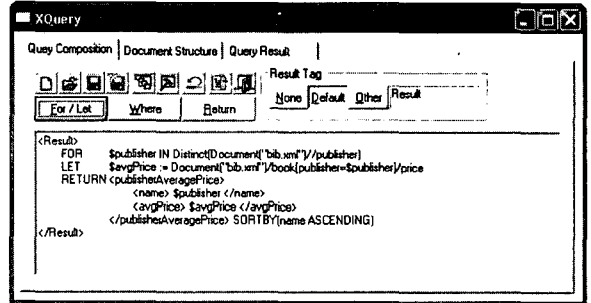 XQuery
Quey Composition Document Structure Query Result
Result Tag
None Default Other Result
For / Let Where Return
<Result>
FOR $publisher IN Distinct(Document("bib.xml")//publisher)
LET $avgPrice := Document("bib.xml")/book[publisher=$publisher]/price
RETURN <publisherAveragePrice>
<name> $publisher </name>
<avgPrice> $avgPrice </avgPrice>
</publisherAveragePrice> SORTBY(name ASCENDING)
</Result>